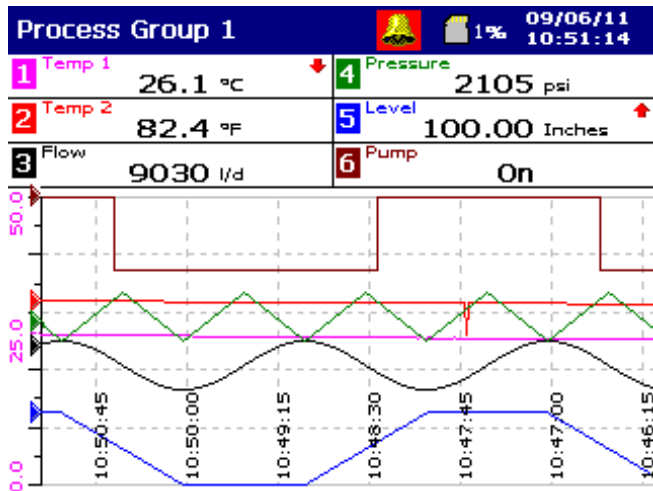 Process Group 1
1%
09/06/11
10:51:14
1 Temp 1
26.1 °C
4 Pressure
2105 psi
2 Temp 2
82.4 °F
5 Level
100.00 Inches
3 Flow
9030 l/d
6 Pump
On
50.0
25.0
0.0
10:50:45
10:50:00
10:49:15
10:48:30
10:47:45
10:47:00
10:46:15